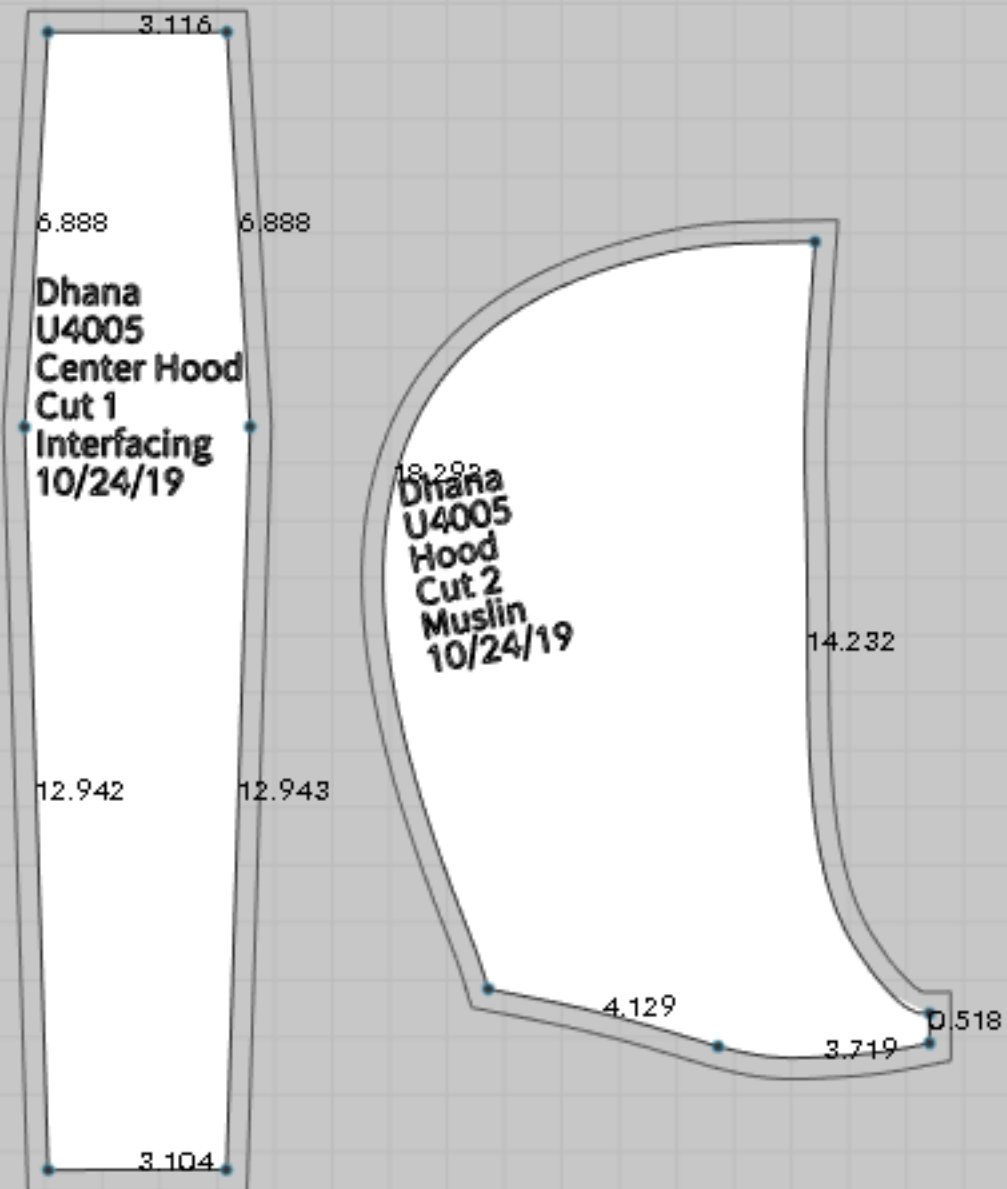 3.116
6.888
6.888
Dhana
U4005
Center Hood
Cut 1
Interfacing
10/24/19
12.942
12.943
3.104
18.292
Dhana
U4005
Hood
Cut 2
Muslin
10/24/19
14.232
4.129
0.518
3.719